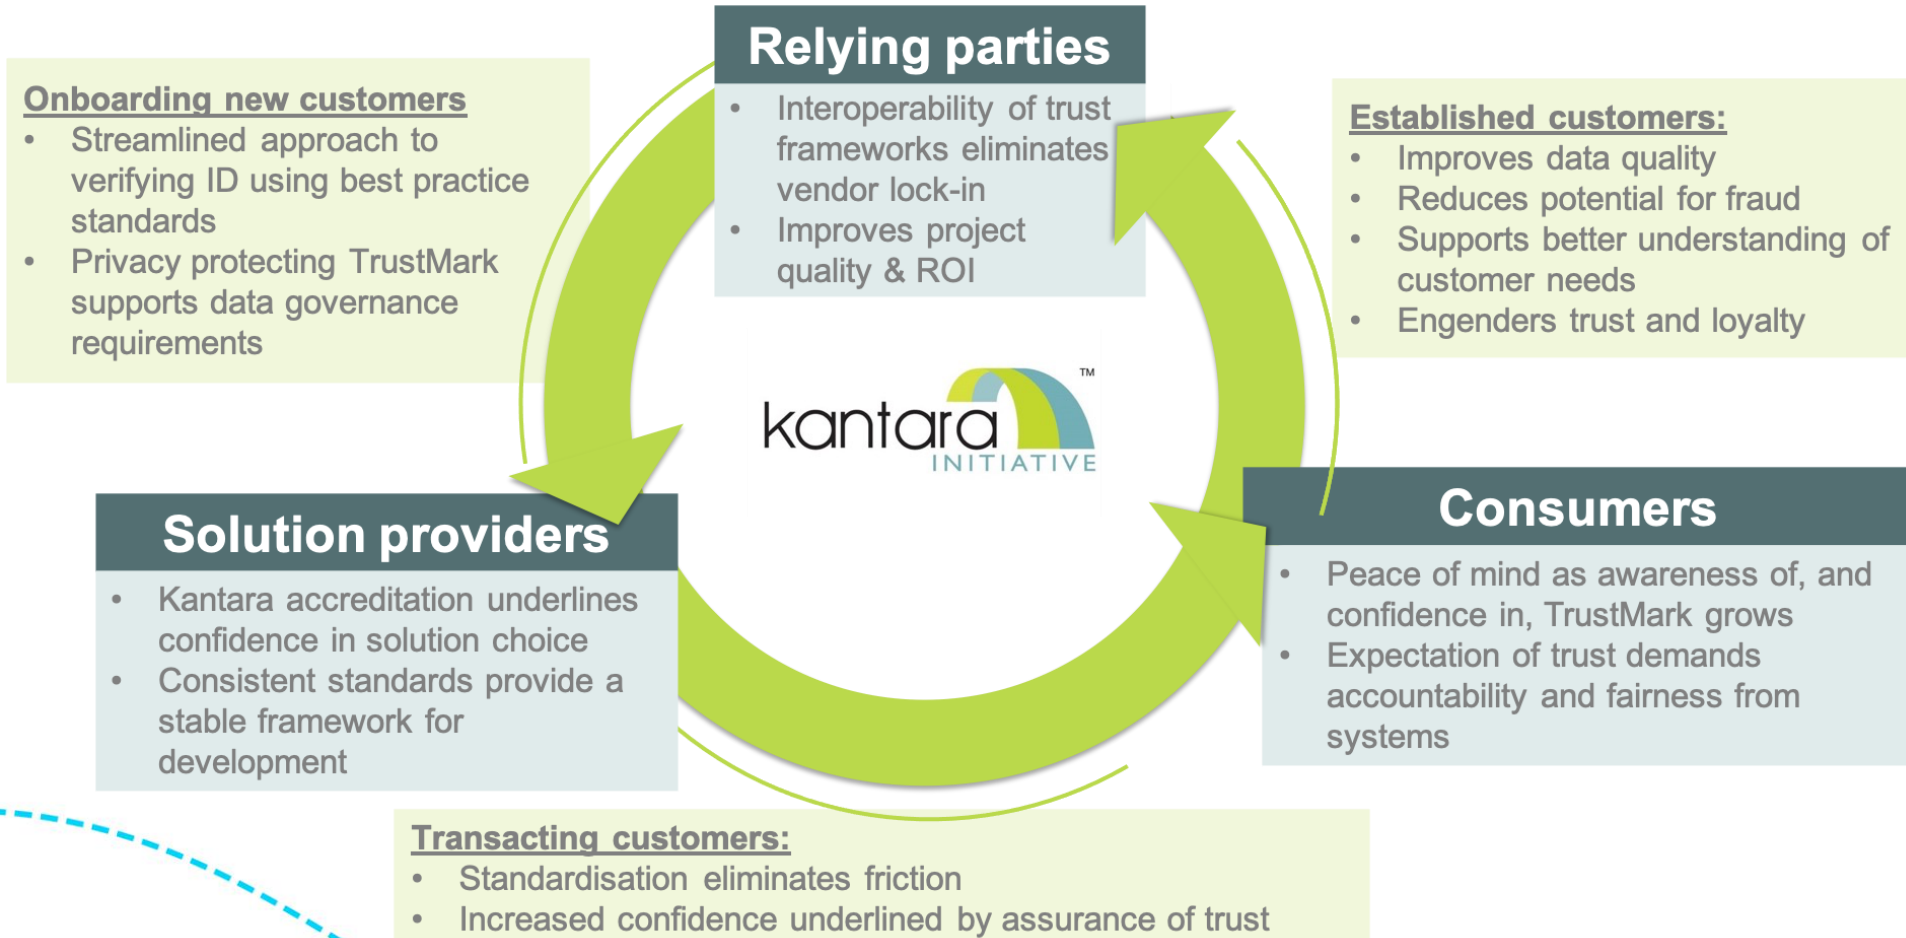 Relying parties
• Interoperability of trust
frameworks eliminates
vendor lock-in
• Improves project
quality & ROI
Onboarding new customers
• Streamlined approach to
verifying ID using best practice
standards
• Privacy protecting TrustMark
supports data governance
requirements
Established customers:
• Improves data quality
• Reduces potential for fraud
• Supports better understanding of
customer needs
• Engenders trust and loyalty
kantara ™
INITIATIVE
Solution providers
• Kantara accreditation underlines
confidence in solution choice
• Consistent standards provide a
stable framework for
development
Consumers
• Peace of mind as awareness of, and
confidence in, TrustMark grows
• Expectation of trust demands
accountability and fairness from
systems
Transacting customers:
• Standardisation eliminates friction
• Increased confidence underlined by assurance of trust